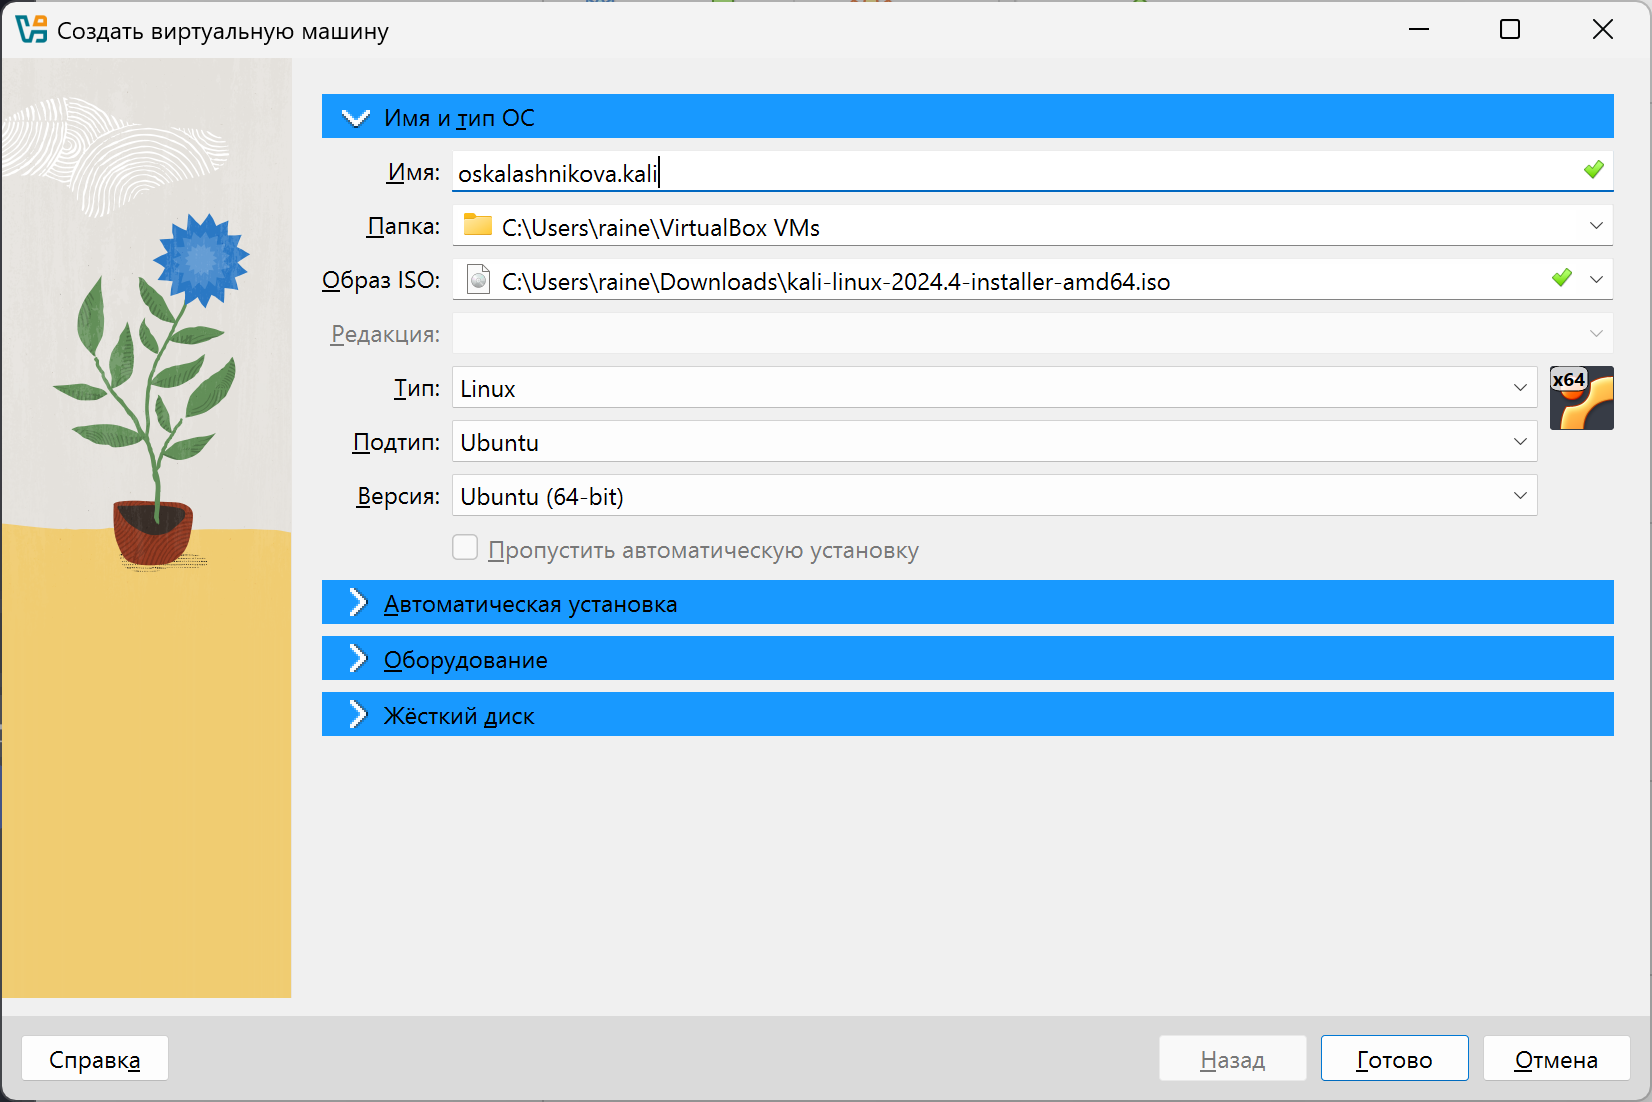 Создать виртуальную машину
Имя и тип ОС
Имя: oskalashnikova.kali
Папка: C:\Users\raine\VirtualBox VMs
Образ ISO: C:\Users\raine\Downloads\kali-linux-2024.4-installer-amd64.iso
Редакция:
Тип: Linux
x64
Подтип: Ubuntu
Версия: Ubuntu (64-bit)
Пропустить автоматическую установку
Автоматическая установка
Оборудование
Жёсткий диск
Справка Назад Готово Отмена